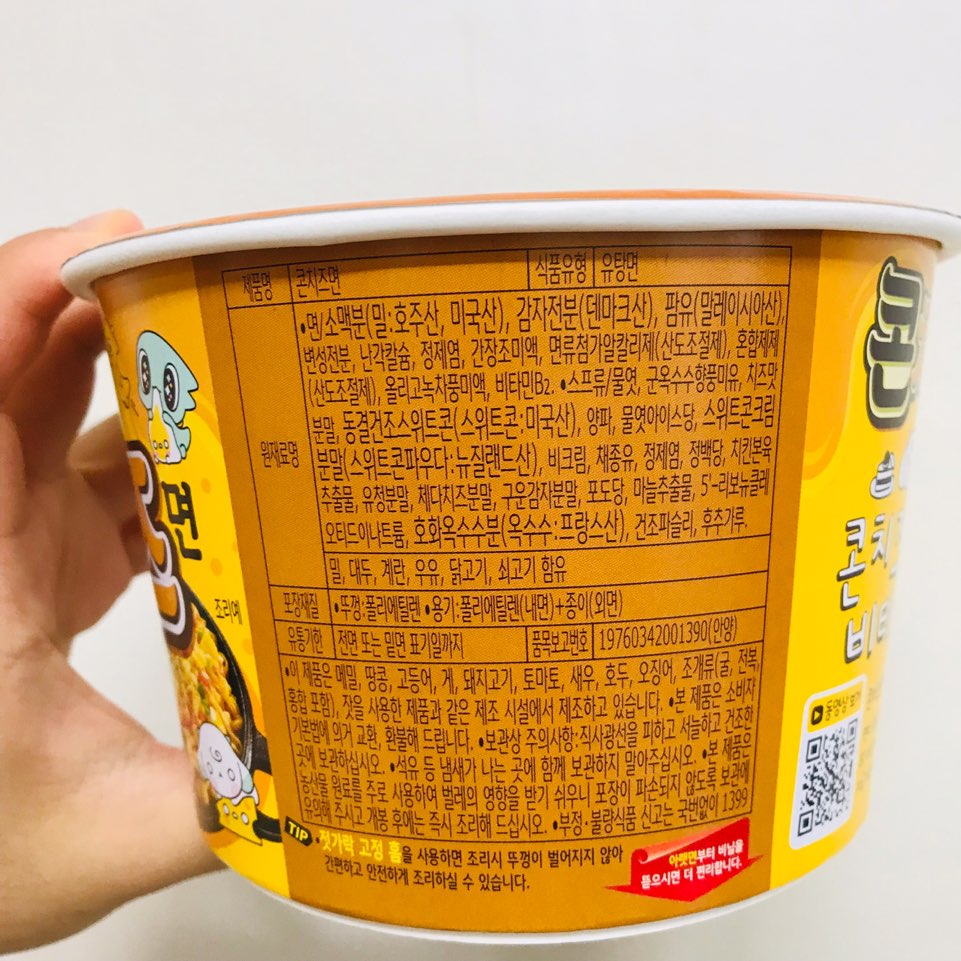 제품명 콘치즈면 식품유형 유탕면
원재료명
•면/소맥분(밀:호주산, 미국산), 감자전분(덴마크산), 팜유(말레이시아산),
변성전분, 난각칼슘, 정제염, 간장조미액, 면류첨가알칼리제(산도조절제), 혼합제제
(산도조절제), 올리고녹차풍미액, 비타민B2. •스프류/물엿, 군옥수수향풍미유, 치즈맛
분말, 동결건조스위트콘(스위트콘:미국산), 양파, 물엿아이스당, 스위트콘크림
분말(스위트콘파우다:뉴질랜드산), 비크림, 채종유, 정제염, 정백당, 치킨본육
추출물, 유청분말, 체다치즈분말, 구운감자분말, 포도당, 마늘추출물, 5'-리보뉴클레
오티드이나트륨, 호화옥수수분(옥수수:프랑스산), 건조파슬리, 후추가루.
밀, 대두, 계란, 우유, 닭고기, 쇠고기 함유
포장재질 •뚜껑:폴리에틸렌 •용기:폴리에틸렌(내면)+종이(외면)
유통기한 전면 또는 밑면 표기일까지 품목보고번호 19760342001390(안양)
•이 제품은 메밀, 땅콩, 고등어, 게, 돼지고기, 토마토, 새우, 호두, 오징어, 조개류(굴, 전복,
홍합 포함), 잣을 사용한 제품과 같은 제조 시설에서 제조하고 있습니다. •본 제품은 소비자
기본법에 의거 교환, 환불해 드립니다. •보관상 주의사항:직사광선을 피하고 서늘하고 건조한
곳에 보관하십시오. •석유 등 냄새가 나는 곳에 함께 보관하지 말아주십시오. •본 제품은
농산물 원료를 주로 사용하여 벌레의 영향을 받기 쉬우니 포장이 파손되지 않도록 보관에
유의해 주시고 개봉 후에는 즉시 조리해 드십시오. •부정·불량식품 신고는 국번없이 1399
TIP •젓가락 고정 홈을 사용하면 조리시 뚜껑이 벌어지지 않아
간편하고 안전하게 조리하실 수 있습니다.
아랫면부터 비닐을
뜯으시면 더 편리합니다.
면
조리예
콘
콘치
비
동영상 보기